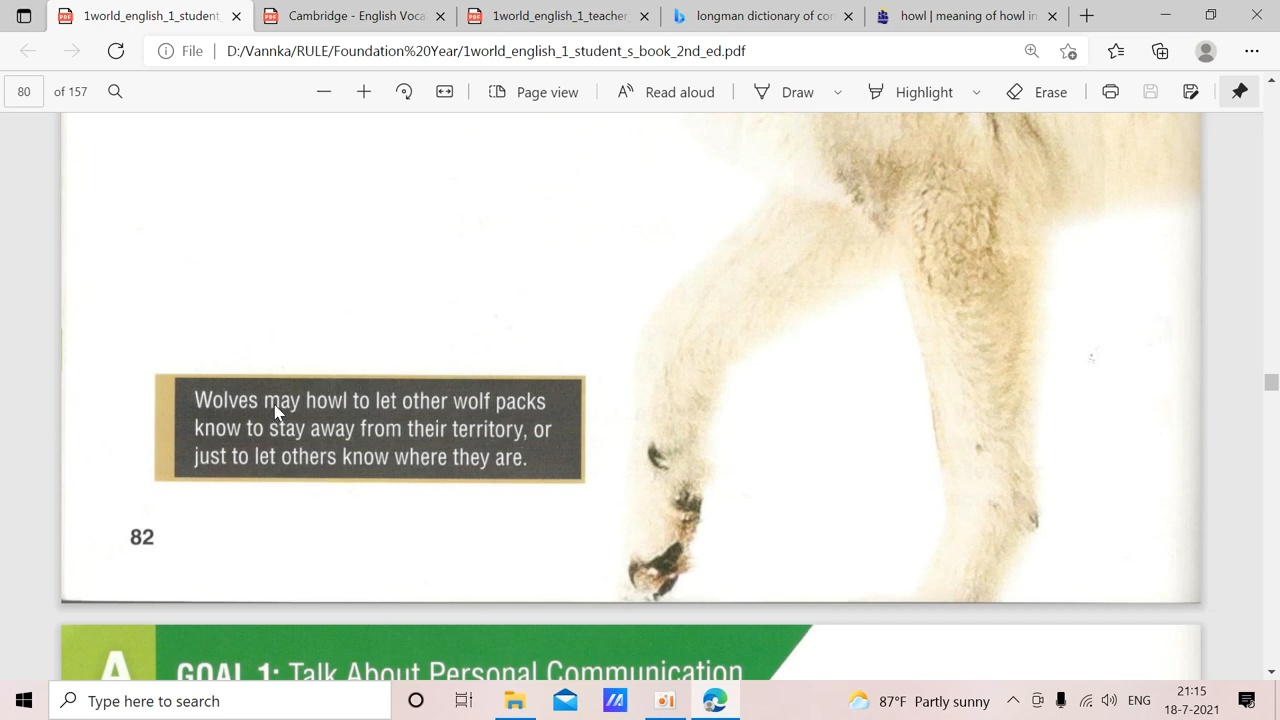 1world_english_1_student_
Cambridge - English Voca
1world_english_1_teacher_
longman dictionary of con
howl | meaning of howl in
File
D:/Vannka/RULE/Foundation%20Year/1world_english_1_student_s_book_2nd_ed.pdf
80 of 157
Page view
Read aloud
Draw
Highlight
Erase
Wolves may howl to let other wolf packs
know to stay away from their territory, or
just to let others know where they are.
82
A
GOAL 1: Talk About Personal Communication
Type here to search
87°F Partly sunny
ENG
21:15
18-7-2021